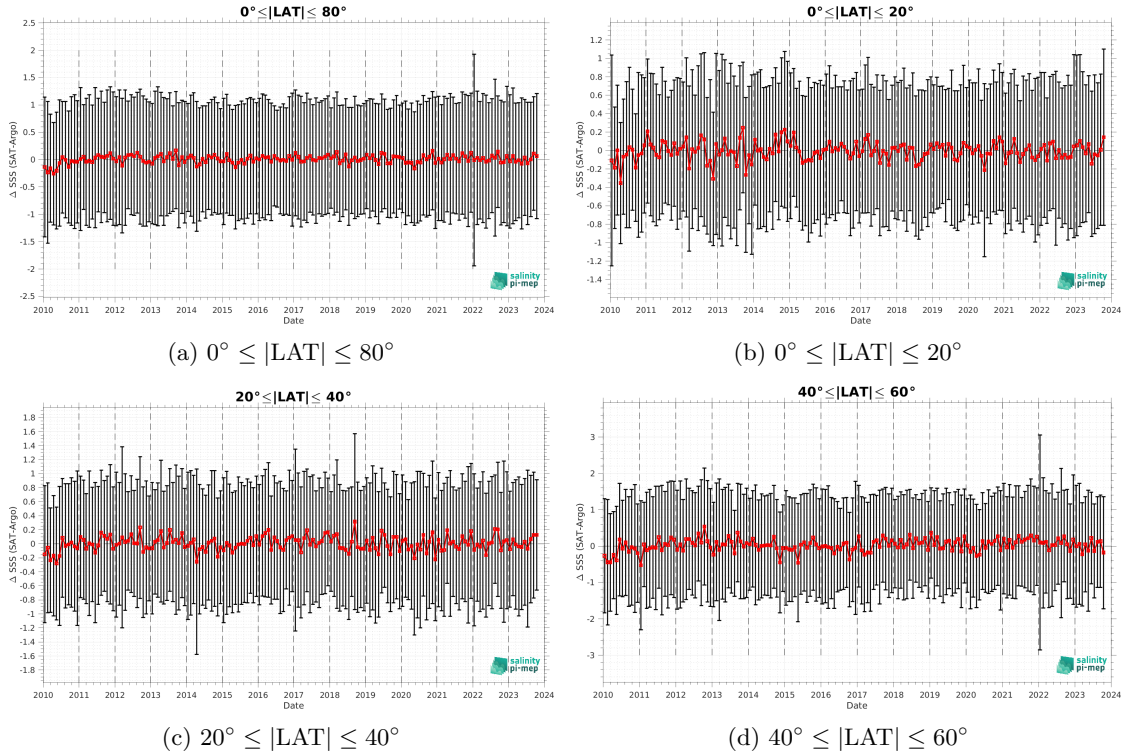 0°≤|LAT|≤ 80°
2.5
2
1.5
1
0.5
0
-0.5
-1
-1.5
-2
-2.5
Δ SSS (SAT-Argo)
2010 2011 2012 2013 2014 2015 2016 2017 2018 2019 2020 2021 2022 2023 2024
Date
salinity
pi-mep
(a) 0° ≤ |LAT| ≤ 80°
0°≤|LAT|≤ 20°
1.2
1
0.8
0.6
0.4
0.2
0
-0.2
-0.4
-0.6
-0.8
-1
-1.2
-1.4
Δ SSS (SAT-Argo)
2010 2011 2012 2013 2014 2015 2016 2017 2018 2019 2020 2021 2022 2023 2024
Date
salinity
pi-mep
(b) 0° ≤ |LAT| ≤ 20°
20°≤|LAT|≤ 40°
1.8
1.6
1.4
1.2
1
0.8
0.6
0.4
0.2
0
-0.2
-0.4
-0.6
-0.8
-1
-1.2
-1.4
-1.6
-1.8
Δ SSS (SAT-Argo)
2010 2011 2012 2013 2014 2015 2016 2017 2018 2019 2020 2021 2022 2023 2024
Date
salinity
pi-mep
(c) 20° ≤ |LAT| ≤ 40°
40°≤|LAT|≤ 60°
3
2
1
0
-1
-2
-3
Δ SSS (SAT-Argo)
2010 2011 2012 2013 2014 2015 2016 2017 2018 2019 2020 2021 2022 2023 2024
Date
salinity
pi-mep
(d) 40° ≤ |LAT| ≤ 60°